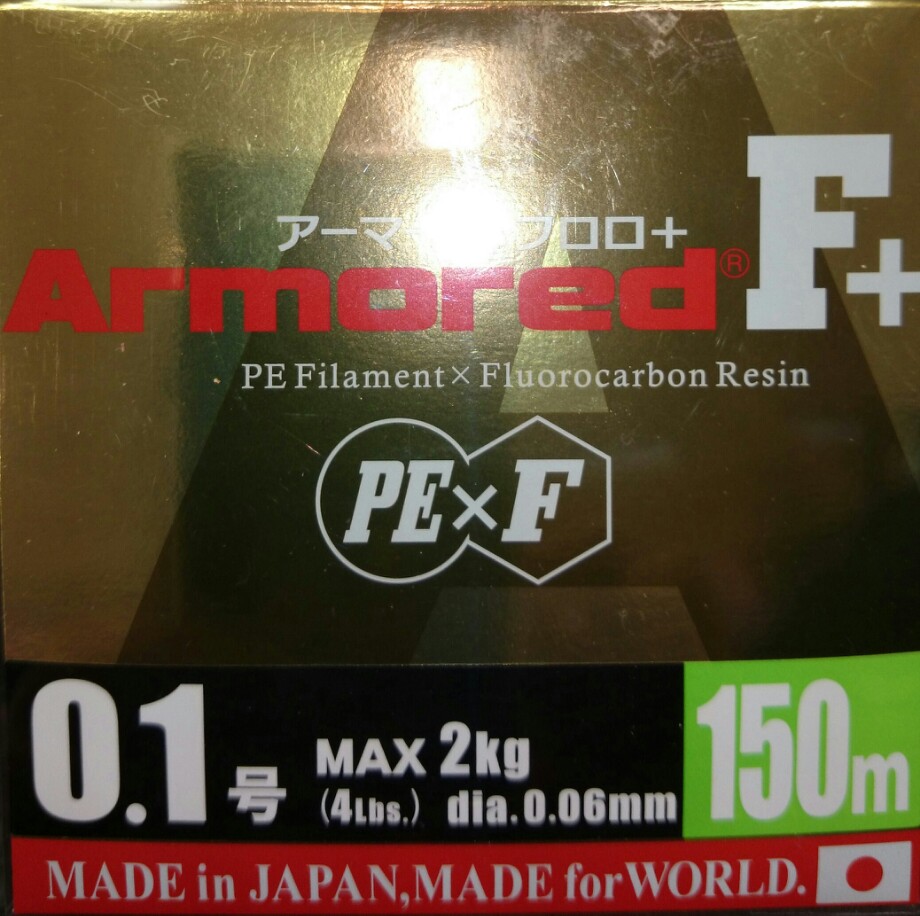 F+
アーマー フロロ+
Armored®
PE Filament×Fluorocarbon Resin
PE×F
0.1号 MAX 2kg 150m
(4Lbs.) dia.0.06mm
MADE in JAPAN,MADE for WORLD.